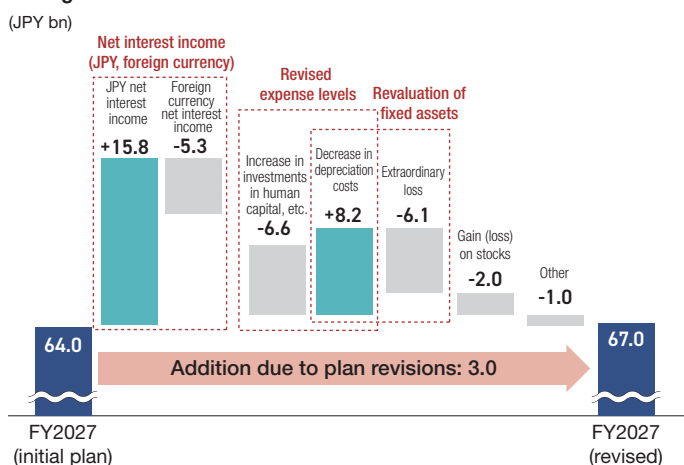 (JPY bn)
Net interest income
(JPY, foreign currency)
JPY net
interest
income
+15.8
Foreign
currency
net interest
income
-5.3
Revised
expense levels
Increase in
investments
in human
capital, etc.
-6.6
Decrease in
depreciation
costs
+8.2
Revaluation of
fixed assets
Extraordinary
loss
-6.1
Gain (loss)
on stocks
-2.0
Other
-1.0
64.0
Addition due to plan revisions: 3.0
67.0
FY2027
(initial plan)
FY2027
(revised)